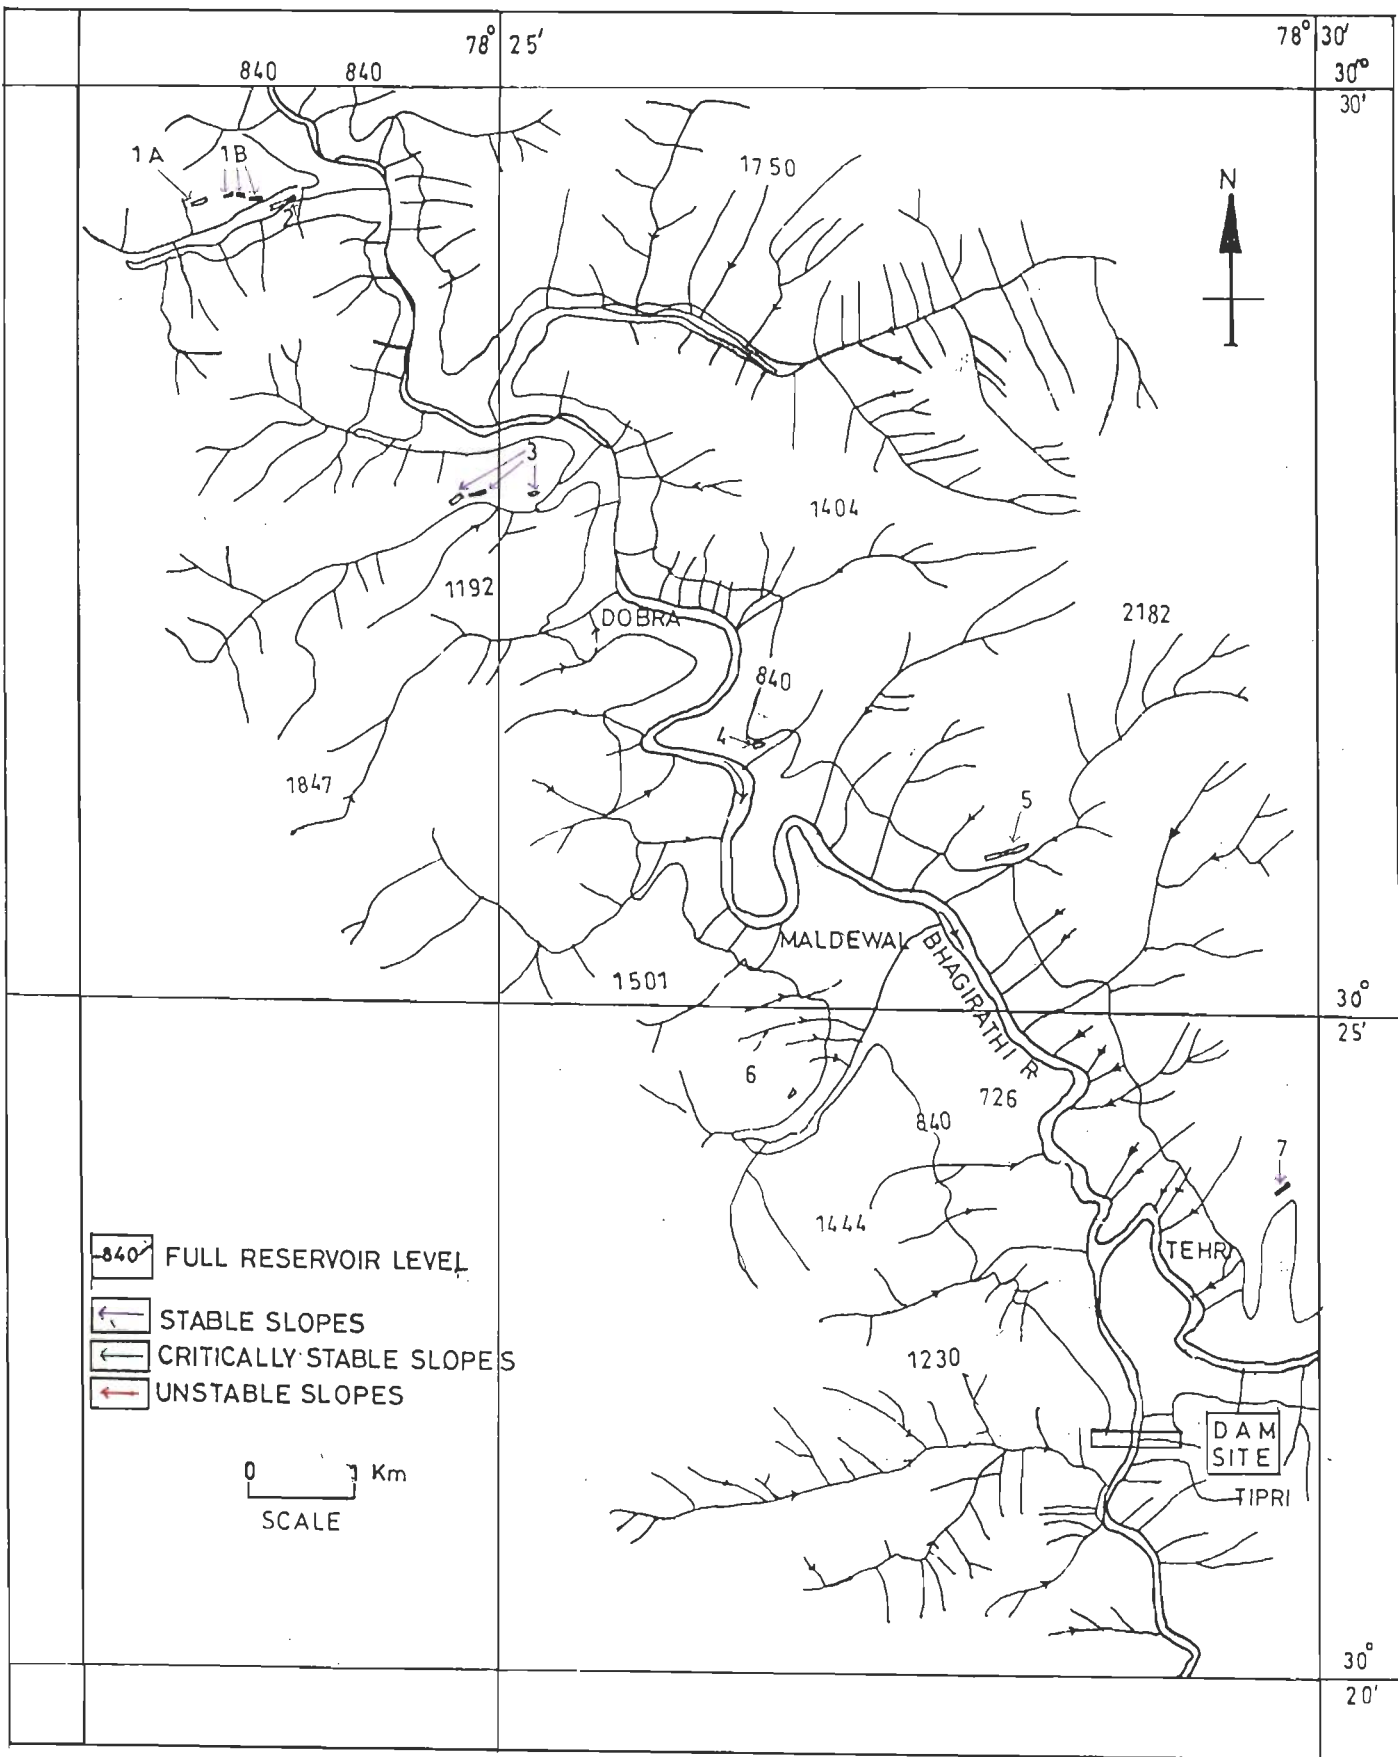 78° 25'
78° 30'
840
840
30°
30'
1A
1B
1750
N
2
3
1404
1192
DOBRA
2182
840
4
1847
5
MALDEWAL
BHAGIRATHI R
1501
30°
25'
6
726
840
7
1444
TEHRI
-840-
FULL RESERVOIR LEVEL
STABLE SLOPES
CRITICALLY STABLE SLOPES
UNSTABLE SLOPES
1230
DAM
SITE
0 1 Km
SCALE
TIPRI
30°
20'